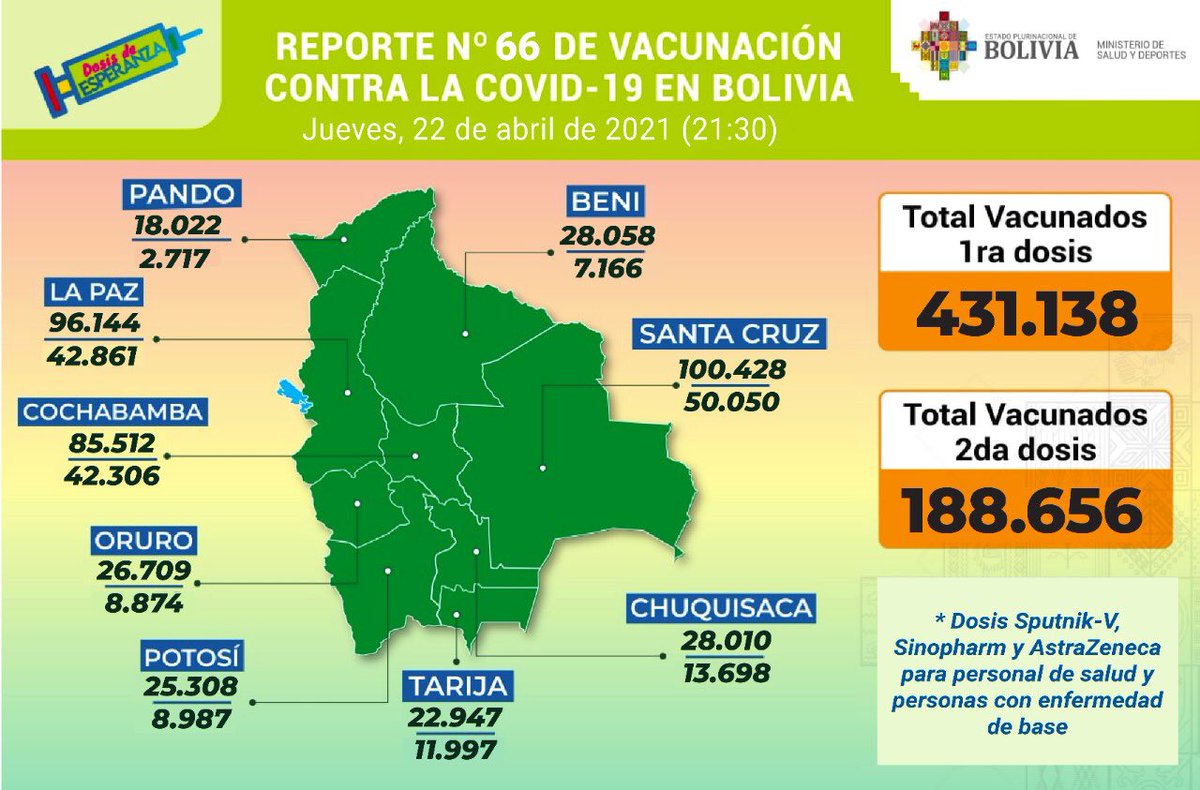 Dosis de
ESPERANZA
REPORTE Nº 66 DE VACUNACIÓN
CONTRA LA COVID-19 EN BOLIVIA
Jueves, 22 de abril de 2021 (21:30)
ESTADO PLURINACIONAL DE
BOLIVIA
MINISTERIO DE
SALUD Y DEPORTES
PANDO
18.022
2.717
BENI
28.058
7.166
LA PAZ
96.144
42.861
SANTA CRUZ
100.428
50.050
COCHABAMBA
85.512
42.306
ORURO
26.709
8.874
CHUQUISACA
28.010
13.698
POTOSÍ
25.308
8.987
TARIJA
22.947
11.997
Total Vacunados
1ra dosis
431.138
Total Vacunados
2da dosis
188.656
* Dosis Sputnik-V,
Sinopharm y AstraZeneca
para personal de salud y
personas con enfermedad
de base